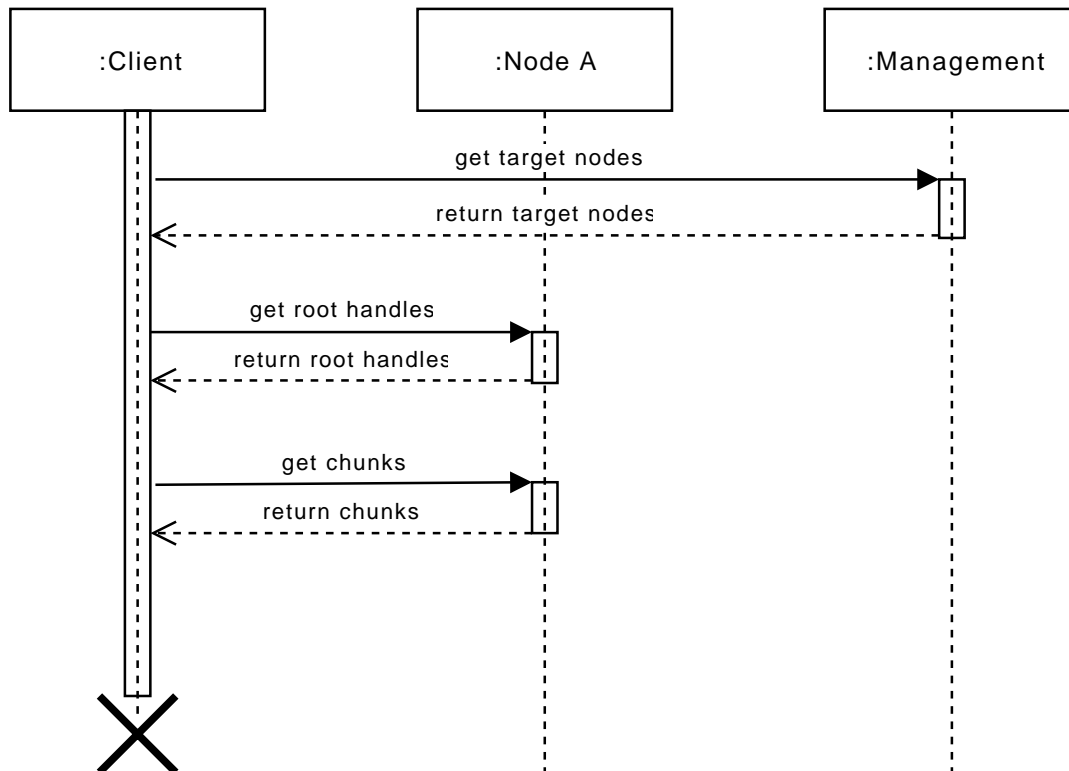 :Client
:Node A
:Management
get target nodes
return target nodes
get root handles
return root handles
get chunks
return chunks